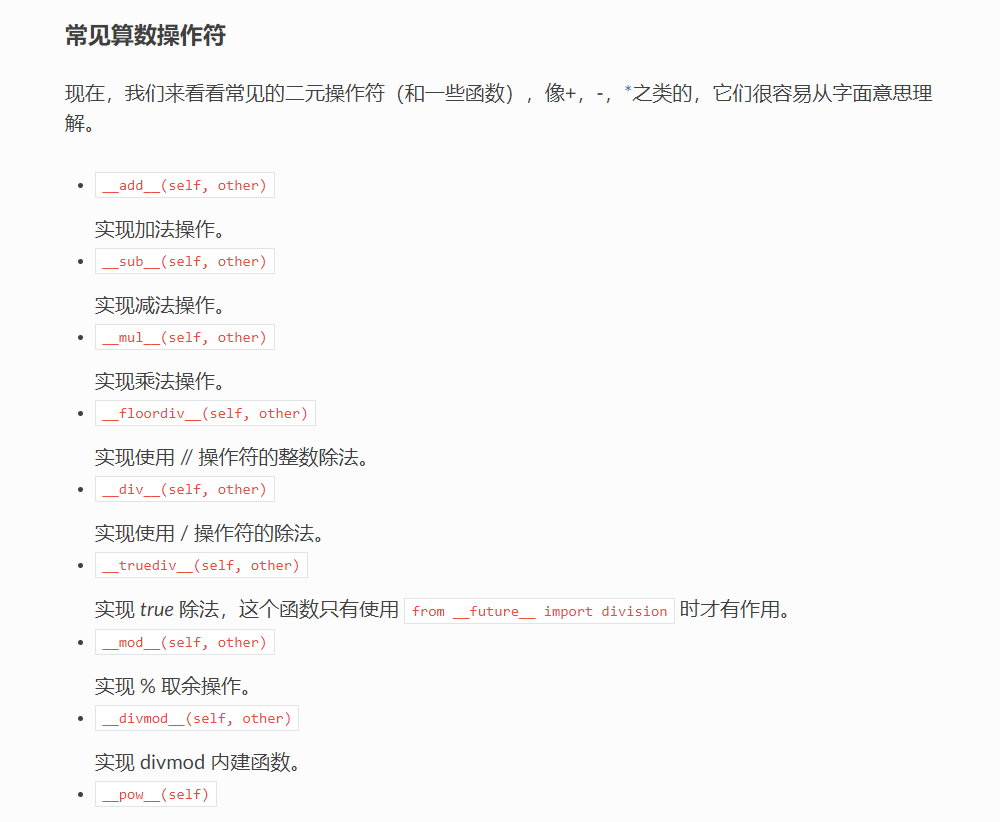 常见算数操作符
现在，我们来看看常见的二元操作符（和一些函数），像+，-，*之类的，它们很容易从字面意思理
解。
• __add__(self, other)
实现加法操作。
• __sub__(self, other)
实现减法操作。
• __mul__(self, other)
实现乘法操作。
• __floordiv__(self, other)
实现使用 // 操作符的整数除法。
• __div__(self, other)
实现使用 / 操作符的除法。
• __truediv__(self, other)
实现 true 除法，这个函数只有使用 from __future__ import division 时才有作用。
• __mod__(self, other)
实现 % 取余操作。
• __divmod__(self, other)
实现 divmod 内建函数。
• __pow__(self)